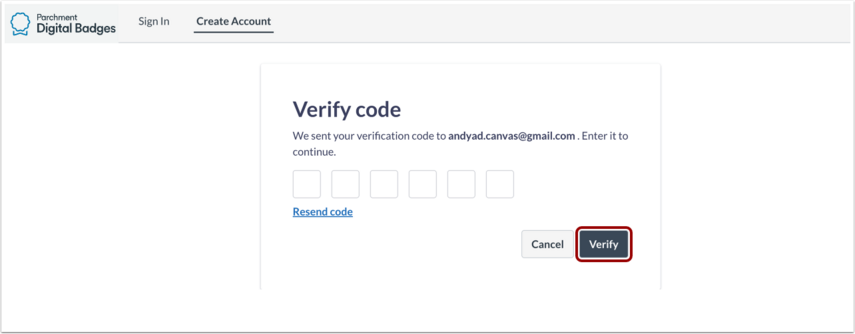 Parchment
Digital Badges
Sign In
Create Account
Verify code
We sent your verification code to andyad.canvas@gmail.com . Enter it to
continue.
Resend code
Cancel
Verify